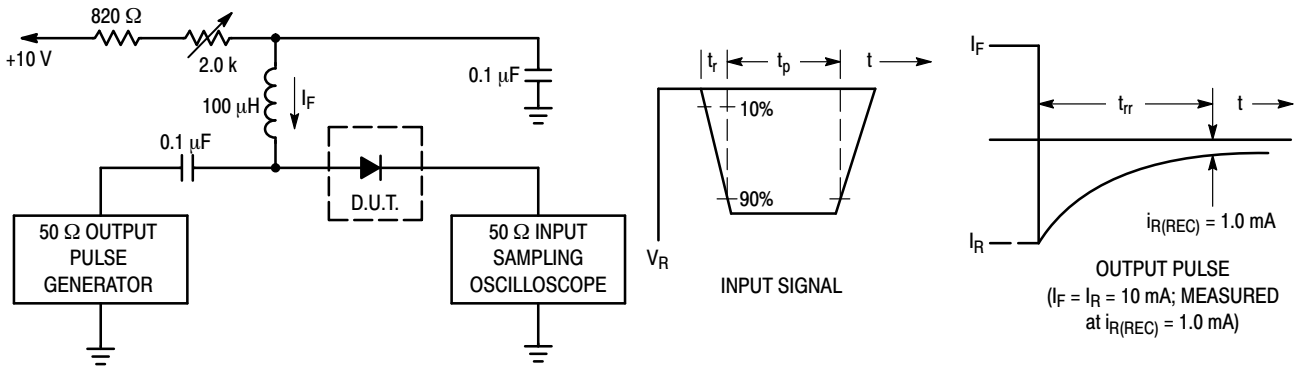 820 Ω
+10 V
2.0 k
100 μH
I_F
0.1 μF
0.1 μF
D.U.T.
50 Ω OUTPUT
PULSE
GENERATOR
50 Ω INPUT
SAMPLING
OSCILLOSCOPE
t_r
t_p
t
10%
90%
V_R
INPUT SIGNAL
I_F
t_rr
t
I_R
i_R(REC) = 1.0 mA
OUTPUT PULSE
(I_F = I_R = 10 mA; MEASURED
at i_R(REC) = 1.0 mA)